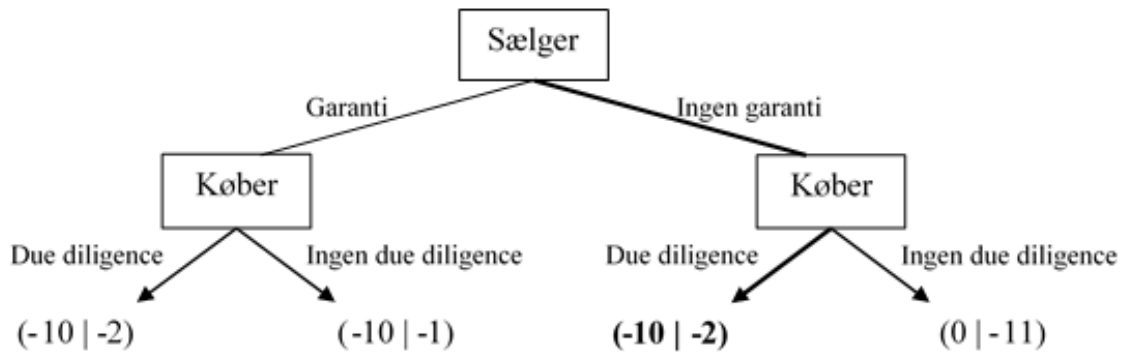 Sælger
Garanti
Ingen garanti
Køber
Køber
Due diligence
Ingen due diligence
Due diligence
Ingen due diligence
(-10 | -2)
(-10 | -1)
(-10 | -2)
(0 | -11)